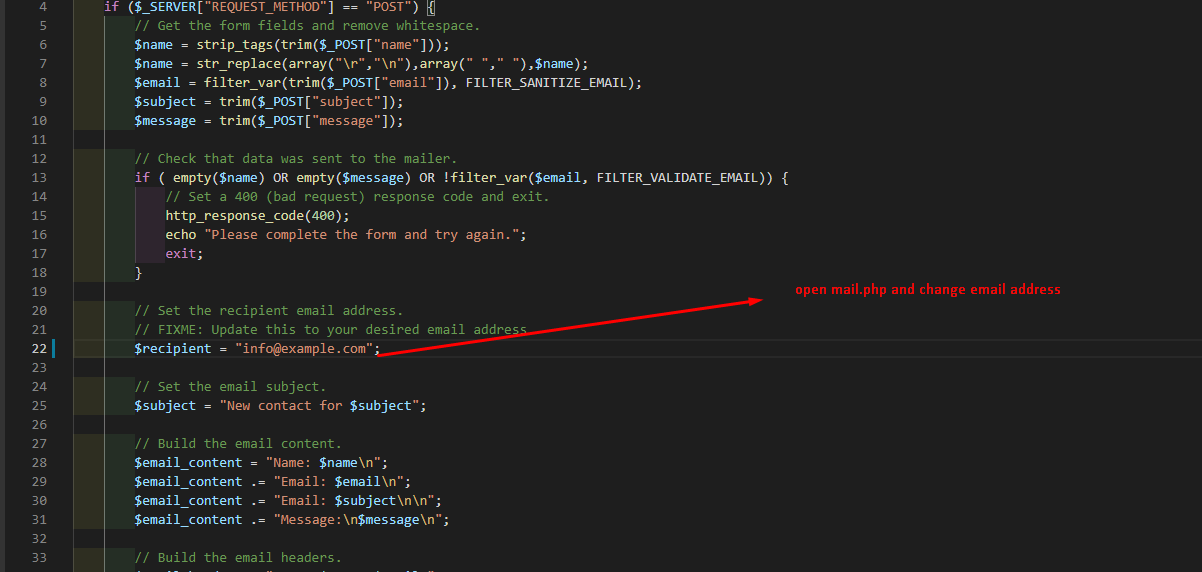 4 if ($_SERVER["REQUEST_METHOD"] == "POST") {
5 // Get the form fields and remove whitespace.
6 $name = strip_tags(trim($_POST["name"]));
7 $name = str_replace(array("\r","\n"),array(" "," "),$name);
8 $email = filter_var(trim($_POST["email"]), FILTER_SANITIZE_EMAIL);
9 $subject = trim($_POST["subject"]);
10 $message = trim($_POST["message"]);
11
12 // Check that data was sent to the mailer.
13 if ( empty($name) OR empty($message) OR !filter_var($email, FILTER_VALIDATE_EMAIL)) {
14 // Set a 400 (bad request) response code and exit.
15 http_response_code(400);
16 echo "Please complete the form and try again.";
17 exit;
18 }
19
open mail.php and change email address
20 // Set the recipient email address.
21 // FIXME: Update this to your desired email address
22 $recipient = "info@example.com";
23
24 // Set the email subject.
25 $subject = "New contact for $subject";
26
27 // Build the email content.
28 $email_content = "Name: $name\n";
29 $email_content .= "Email: $email\n";
30 $email_content .= "Email: $subject\n\n";
31 $email_content .= "Message:\n$message\n";
32
33 // Build the email headers.